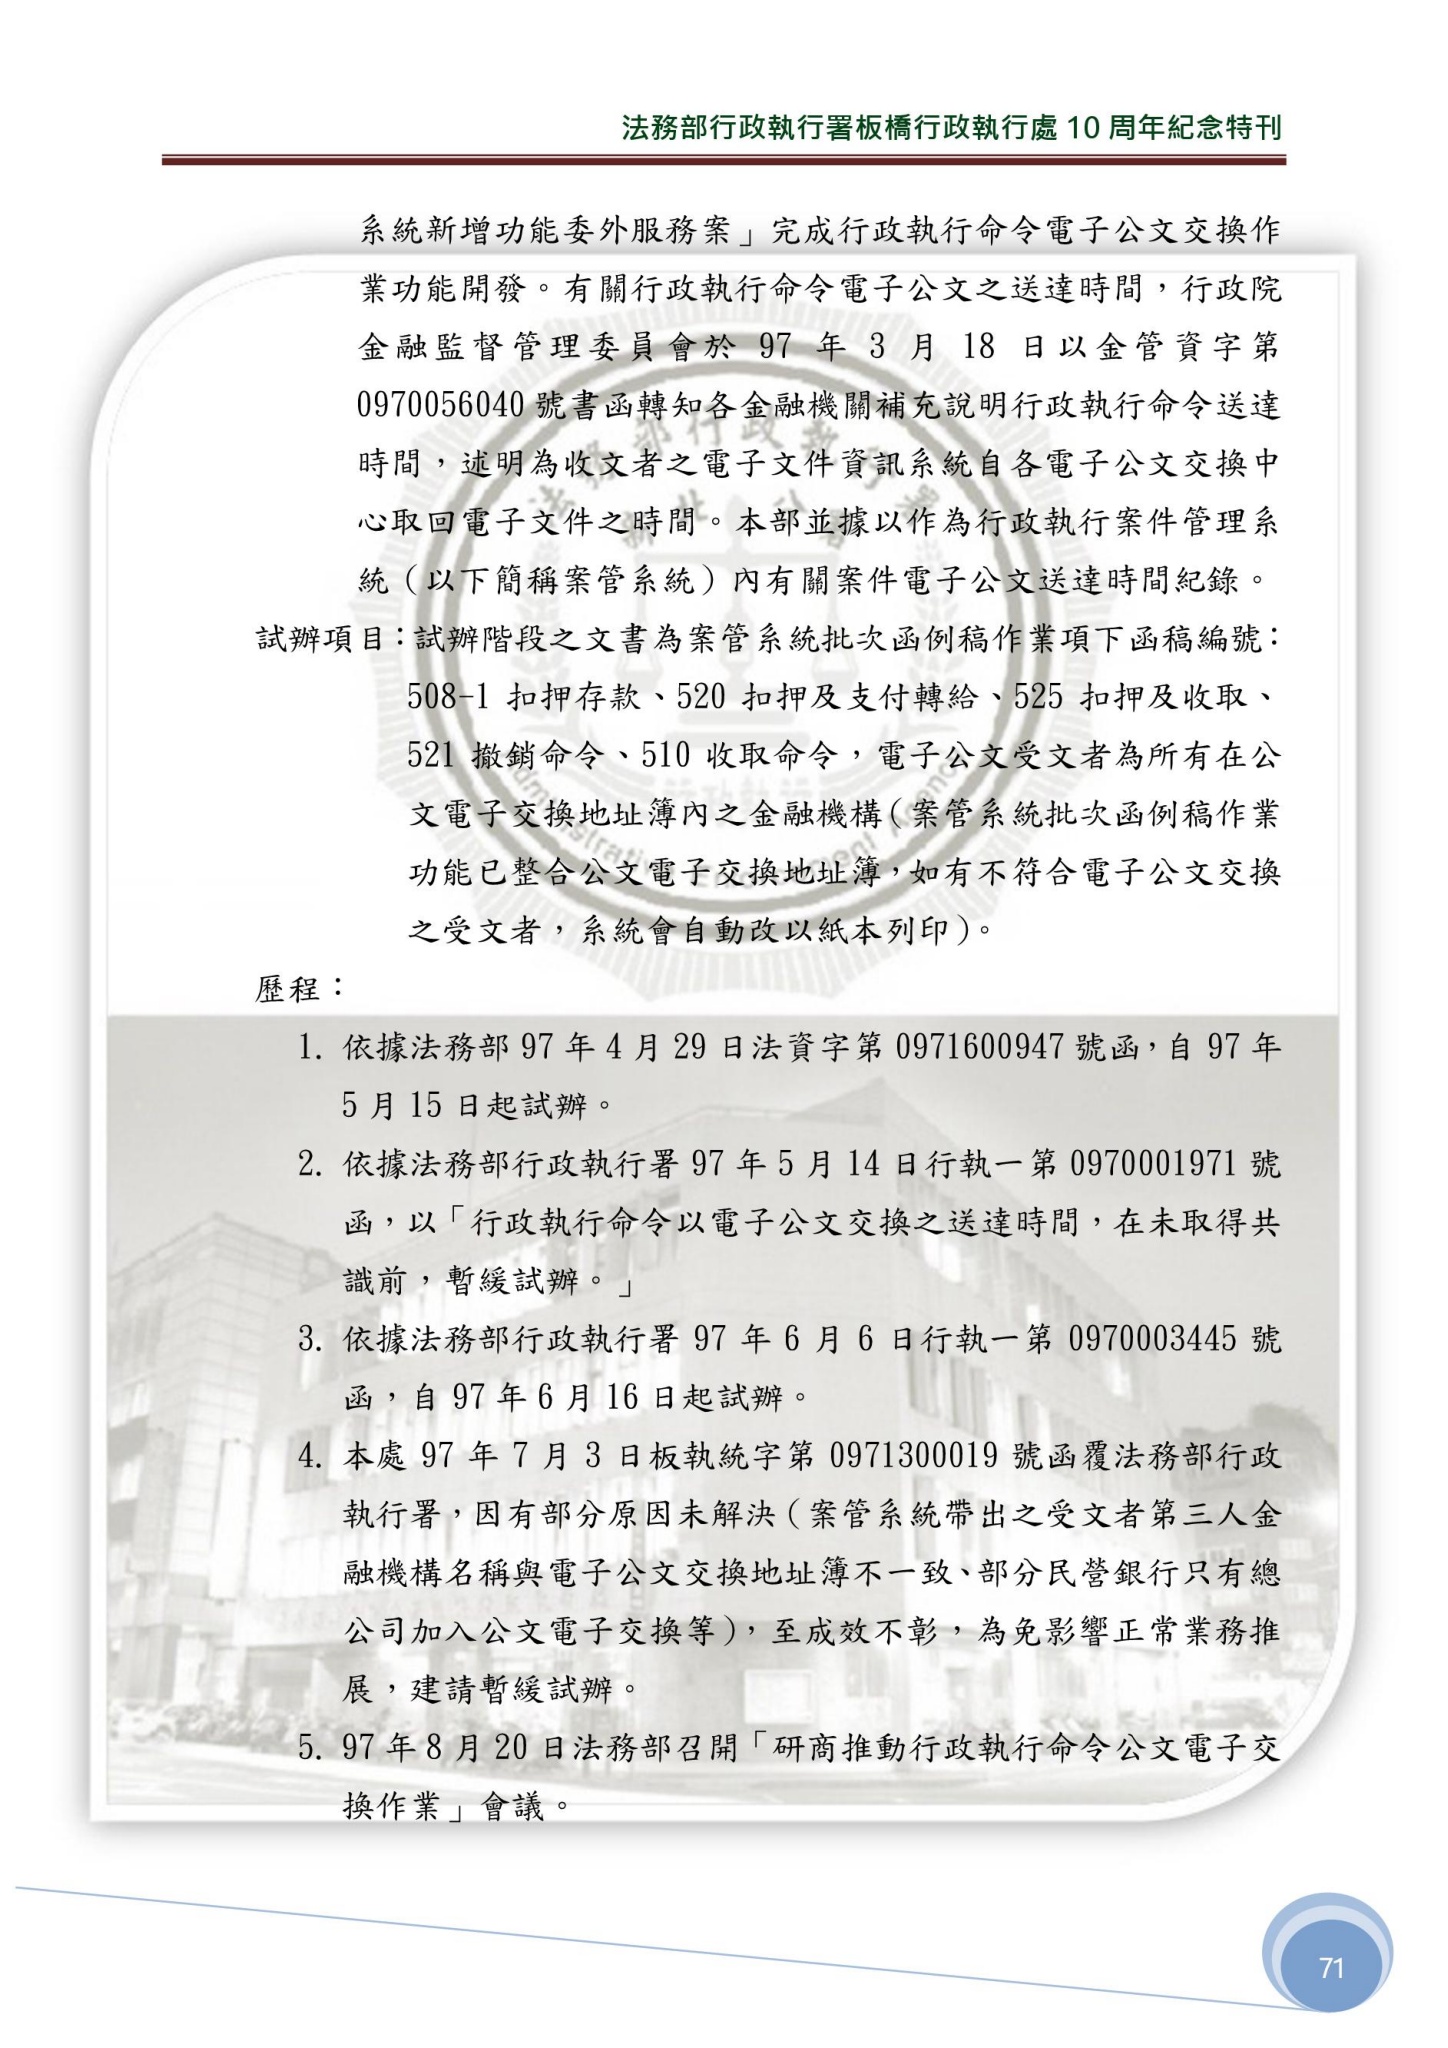 法務部行政執行署板橋行政執行處 10 周年紀念特刊
系統新增功能委外服務案」完成行政執行命令電子公文交換作
業功能開發。有關行政執行命令電子公文之送達時間，行政院
金融監督管理委員會於 97 年 3 月 18 日以金管資字第
0970056040 號書函轉知各金融機關補充說明行政執行命令送達
時間，述明為收文者之電子文件資訊系統自各電子公文交換中
心取回電子文件之時間。本部並據以作為行政執行案件管理系
統（以下簡稱案管系統）內有關案件電子公文送達時間紀錄。
試辦項目：試辦階段之文書為案管系統批次函例稿作業項下函稿編號：
508-1 扣押存款、520 扣押及支付轉給、525 扣押及收取、
521 撤銷命令、510 收取命令，電子公文受文者為所有在公
文電子交換地址簿內之金融機構（案管系統批次函例稿作業
功能已整合公文電子交換地址簿，如有不符合電子公文交換
之受文者，系統會自動改以紙本列印）。
歷程：
1. 依據法務部 97 年 4 月 29 日法資字第 0971600947 號函，自 97 年
5 月 15 日起試辦。
2. 依據法務部行政執行署 97 年 5 月 14 日行執一第 0970001971 號
函，以「行政執行命令以電子公文交換之送達時間，在未取得共
識前，暫緩試辦。」
3. 依據法務部行政執行署 97 年 6 月 6 日行執一第 0970003445 號
函，自 97 年 6 月 16 日起試辦。
4. 本處 97 年 7 月 3 日板執統字第 0971300019 號函覆法務部行政
執行署，因有部分原因未解決（案管系統帶出之受文者第三人金
融機構名稱與電子公文交換地址簿不一致、部分民營銀行只有總
公司加入公文電子交換等），至成效不彰，為免影響正常業務推
展，建請暫緩試辦。
5. 97 年 8 月 20 日法務部召開「研商推動行政執行命令公文電子交
換作業」會議。
71